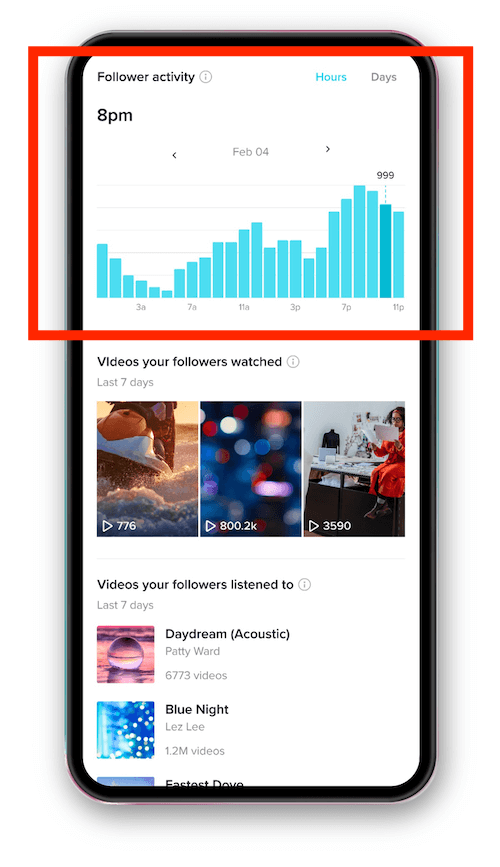 Follower activity Hours Days
8pm
Feb 04
999
3a 7a 11a 3p 7p 11p
VIdeos your followers watched
Last 7 days
776 800.2k 3590
Videos your followers listened to
Last 7 days
Daydream (Acoustic)
Patty Ward
6773 videos
Blue Night
Lez Lee
1.2M videos
Fastest Dove